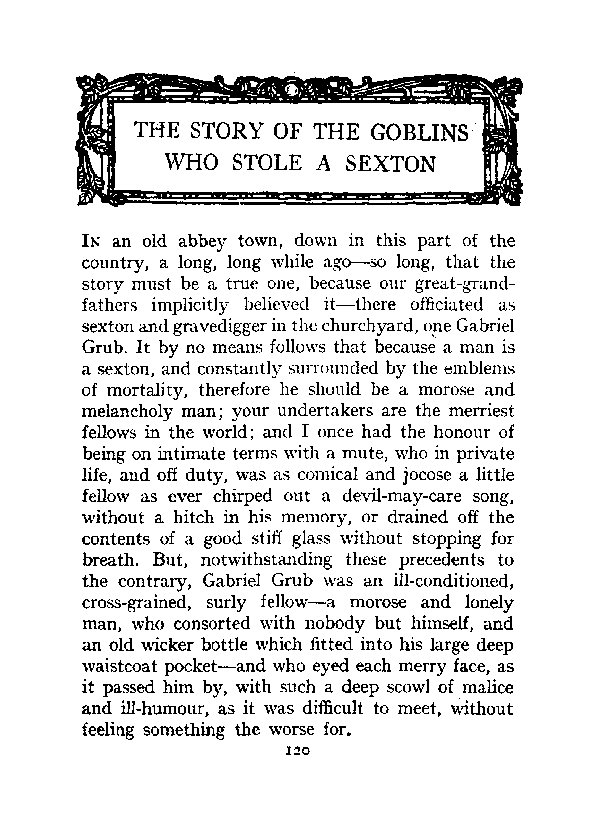 THE STORY OF THE GOBLINS
WHO STOLE A SEXTON
IN an old abbey town, down in this part of the
country, a long, long while ago—so long, that the
story must be a true one, because our great-grand-
fathers implicitly believed it—there officiated as
sexton and gravedigger in the churchyard, one Gabriel
Grub. It by no means follows that because a man is
a sexton, and constantly surrounded by the emblems
of mortality, therefore he should be a morose and
melancholy man; your undertakers are the merriest
fellows in the world; and I once had the honour of
being on intimate terms with a mute, who in private
life, and off duty, was as comical and jocose a little
fellow as ever chirped out a devil-may-care song,
without a hitch in his memory, or drained off the
contents of a good stiff glass without stopping for
breath. But, notwithstanding these precedents to
the contrary, Gabriel Grub was an ill-conditioned,
cross-grained, surly fellow—a morose and lonely
man, who consorted with nobody but himself, and
an old wicker bottle which fitted into his large deep
waistcoat pocket—and who eyed each merry face, as
it passed him by, with such a deep scowl of malice
and ill-humour, as it was difficult to meet, without
feeling something the worse for.
120